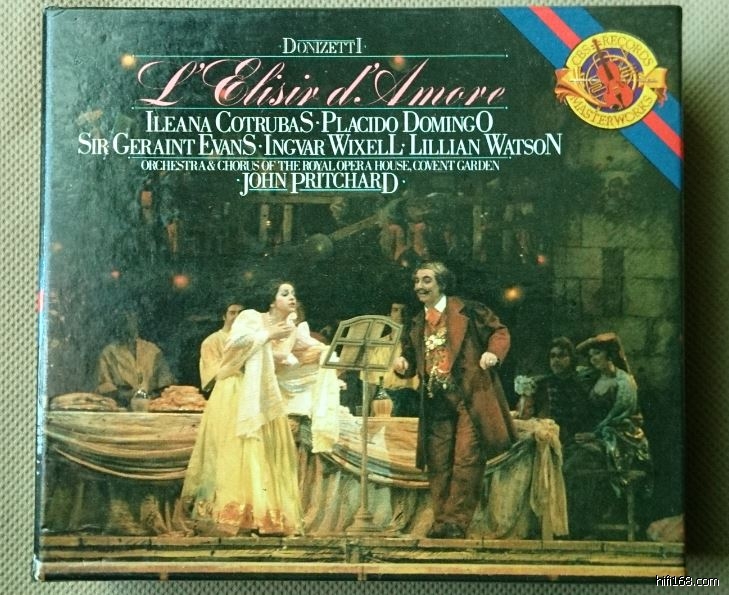 ·DONIZETTI·
L'Elisir d'Amore
ILEANA COTRUBAS·PLACIDO DOMINGO
SIR GERAINT EVANS·INGVAR WIXELL·LILLIAN WATSON
ORCHESTRA & CHORUS OF THE ROYAL OPERA HOUSE, COVENT GARDEN
·JOHN PRITCHARD·
CBS RECORDS
MASTERWORKS
hifi168.com